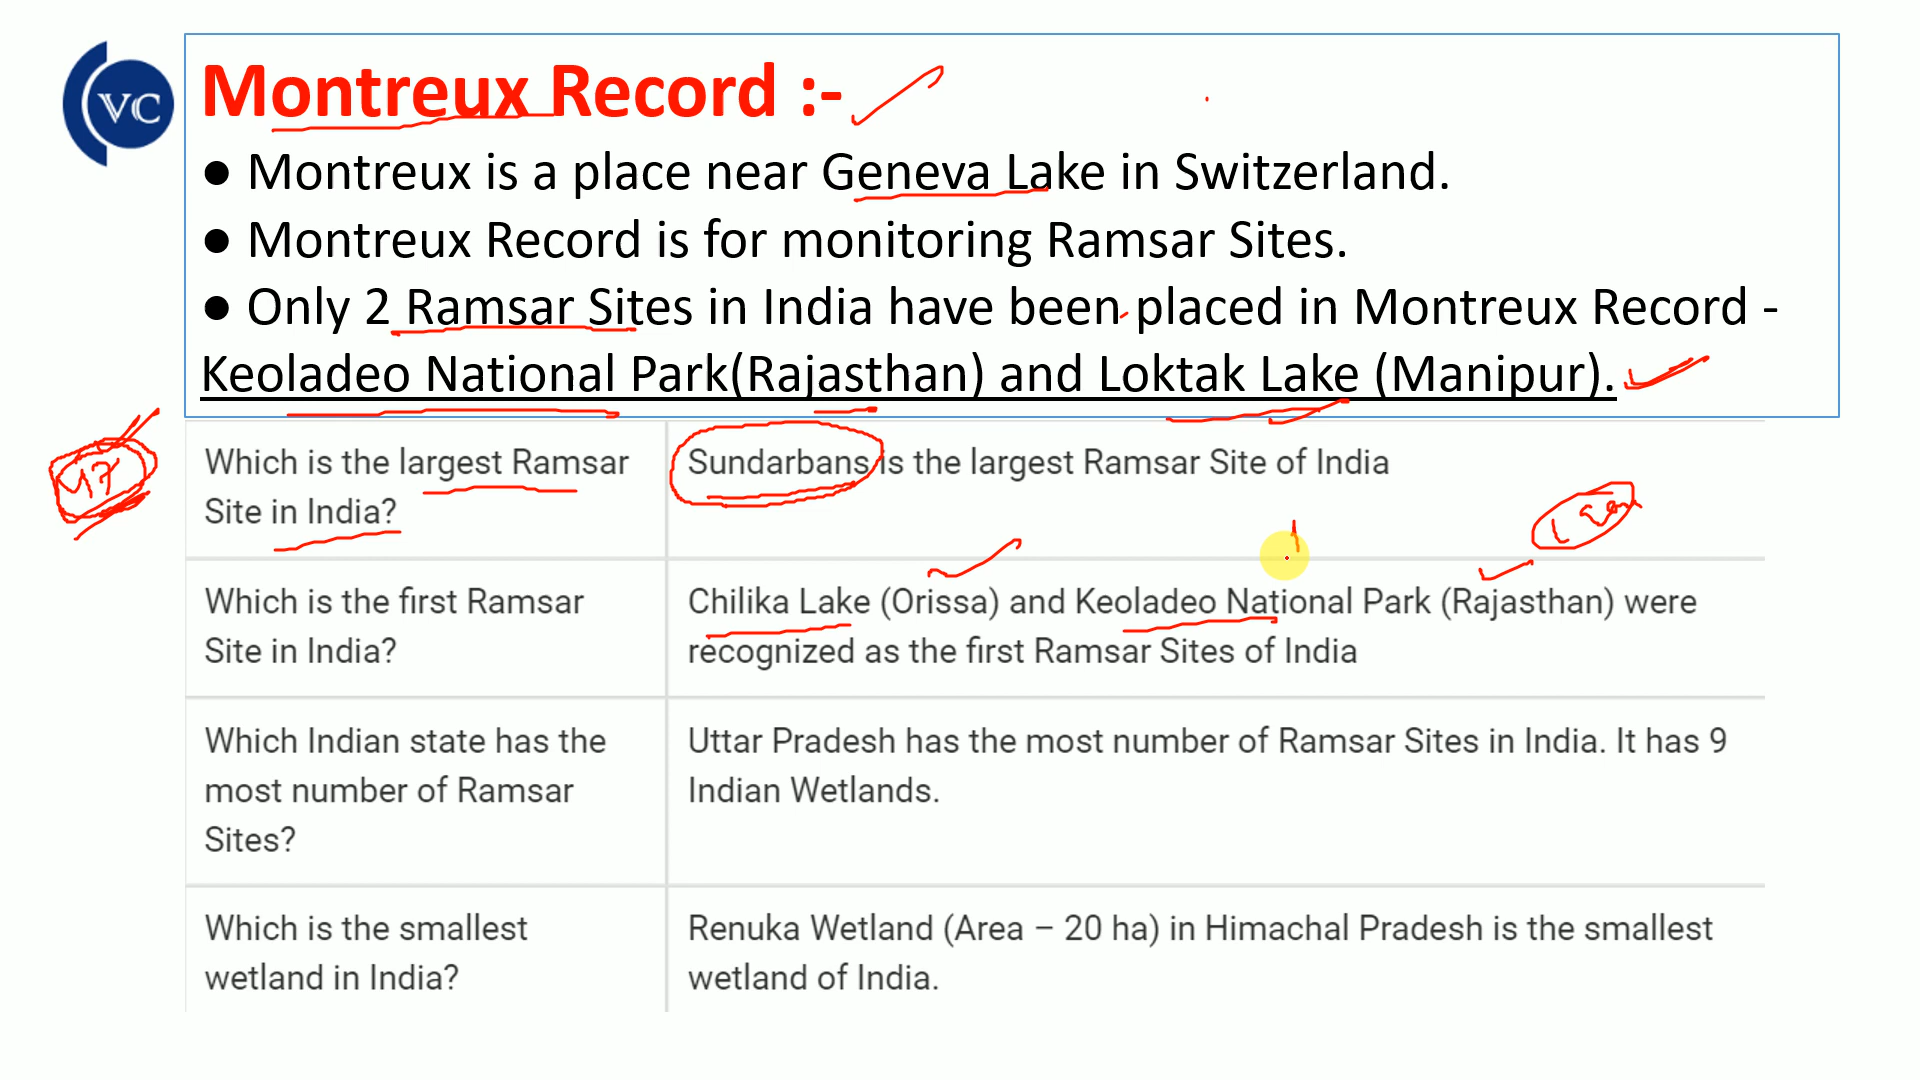 VC
Montreux Record :-
● Montreux is a place near Geneva Lake in Switzerland.
● Montreux Record is for monitoring Ramsar Sites.
● Only 2 Ramsar Sites in India have been placed in Montreux Record -
Keoladeo National Park(Rajasthan) and Loktak Lake (Manipur).
47
Which is the largest Ramsar
Site in India?
Sundarbans is the largest Ramsar Site of India
Which is the first Ramsar
Site in India?
Chilika Lake (Orissa) and Keoladeo National Park (Rajasthan) were
recognized as the first Ramsar Sites of India
Which Indian state has the
most number of Ramsar
Sites?
Uttar Pradesh has the most number of Ramsar Sites in India. It has 9
Indian Wetlands.
Which is the smallest
wetland in India?
Renuka Wetland (Area – 20 ha) in Himachal Pradesh is the smallest
wetland of India.